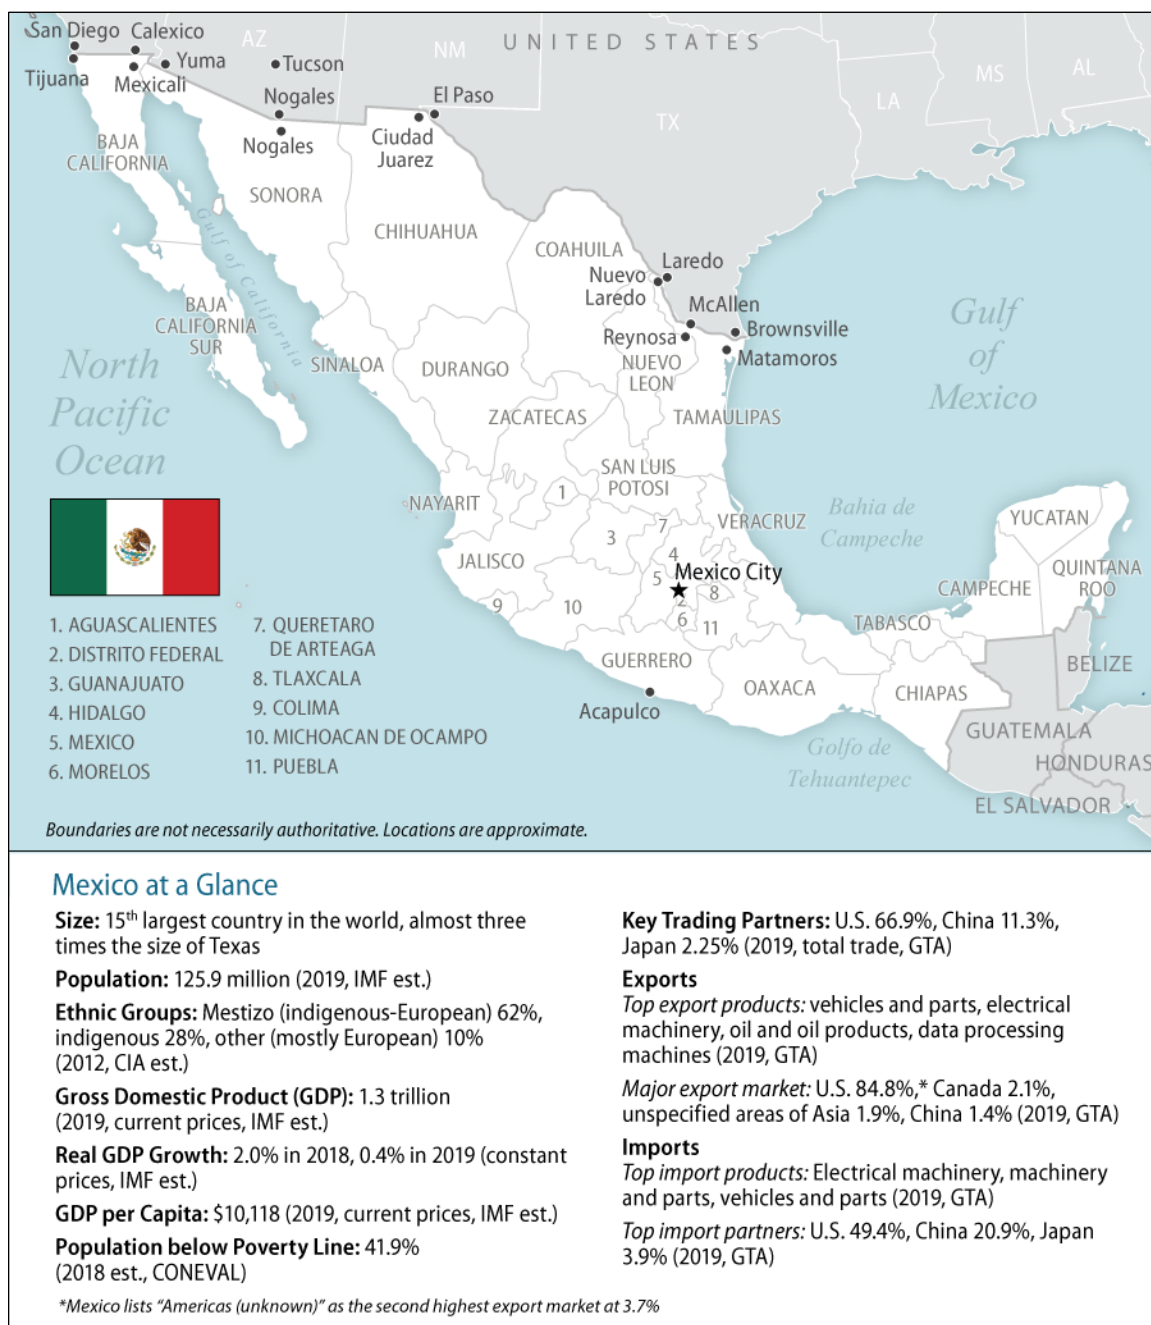 San Diego
Calexico
AZ
NM
UNITED STATES
MS
AL
Tijuana
Mexicali
Yuma
Tucson
LA
TX
Nogales
Nogales
El Paso
Ciudad
Juarez
BAJA
CALIFORNIA
SONORA
CHIHUAHUA
COAHUILA
Gulf of California
Nuevo
Laredo
Laredo
McAllen
Reynosa
Brownsville
Matamoros
BAJA
CALIFORNIA
SUR
SINALOA
DURANGO
NUEVO
LEON
Gulf
of
Mexico
North
Pacific
Ocean
ZACATECAS
TAMAULIPAS
SAN LUIS
POTOSI
NAYARIT
1
VERACRUZ
Bahia de
Campeche
YUCATAN
3
7
4
JALISCO
5
Mexico City
2
8
CAMPECHE
QUINTANA
ROO
9
10
6
11
TABASCO
BELIZE
GUERRERO
OAXACA
CHIAPAS
Acapulco
GUATEMALA
Golfo de
Tehuantepec
HONDURAS
EL SALVADOR
1. AGUASCALIENTES
2. DISTRITO FEDERAL
3. GUANAJUATO
4. HIDALGO
5. MEXICO
6. MORELOS
7. QUERETARO
DE ARTEAGA
8. TLAXCALA
9. COLIMA
10. MICHOACAN DE OCAMPO
11. PUEBLA
Boundaries are not necessarily authoritative. Locations are approximate.
Mexico at a Glance
Size: 15th largest country in the world, almost three
times the size of Texas
Population: 125.9 million (2019, IMF est.)
Ethnic Groups: Mestizo (indigenous-European) 62%,
indigenous 28%, other (mostly European) 10%
(2012, CIA est.)
Gross Domestic Product (GDP): 1.3 trillion
(2019, current prices, IMF est.)
Real GDP Growth: 2.0% in 2018, 0.4% in 2019 (constant
prices, IMF est.)
GDP per Capita: $10,118 (2019, current prices, IMF est.)
Population below Poverty Line: 41.9%
(2018 est., CONEVAL)
Key Trading Partners: U.S. 66.9%, China 11.3%,
Japan 2.25% (2019, total trade, GTA)
Exports
Top export products: vehicles and parts, electrical
machinery, oil and oil products, data processing
machines (2019, GTA)
Major export market: U.S. 84.8%,* Canada 2.1%,
unspecified areas of Asia 1.9%, China 1.4% (2019, GTA)
Imports
Top import products: Electrical machinery, machinery
and parts, vehicles and parts (2019, GTA)
Top import partners: U.S. 49.4%, China 20.9%, Japan
3.9% (2019, GTA)
*Mexico lists “Americas (unknown)” as the second highest export market at 3.7%